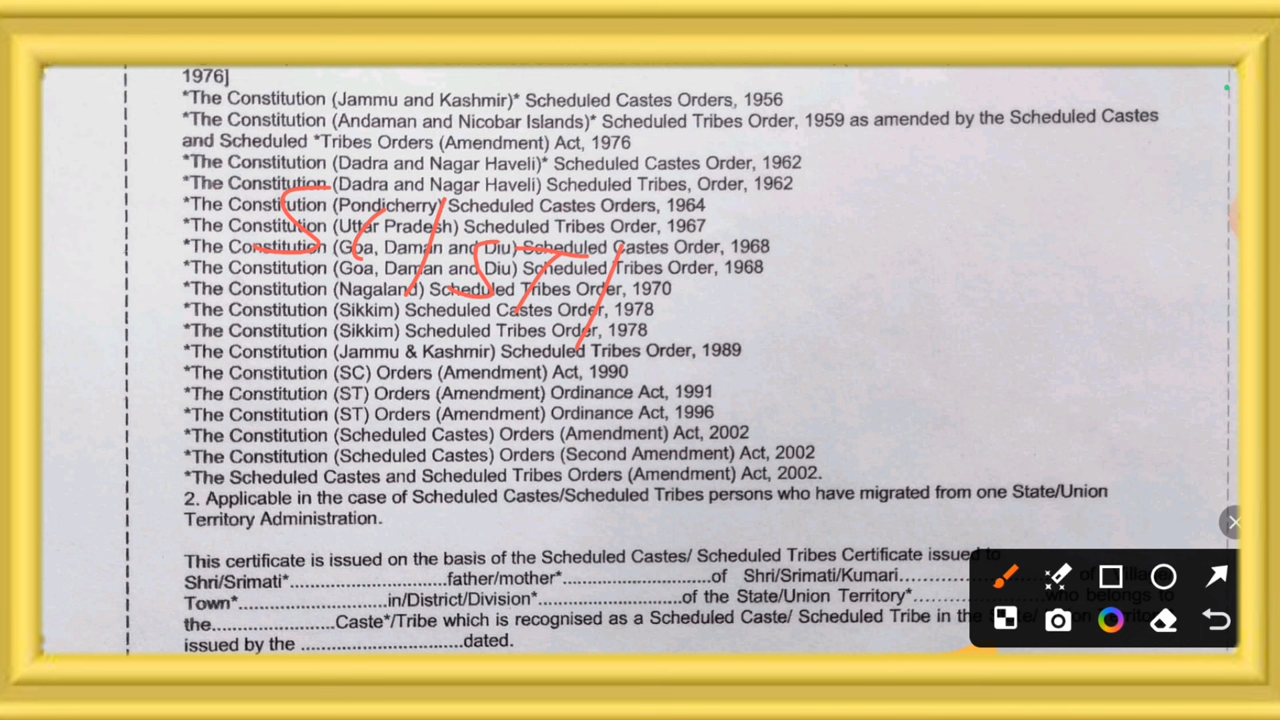 1976]
*The Constitution (Jammu and Kashmir)* Scheduled Castes Orders, 1956
*The Constitution (Andaman and Nicobar Islands)* Scheduled Tribes Order, 1959 as amended by the Scheduled Castes
and Scheduled *Tribes Orders (Amendment) Act, 1976
*The Constitution (Dadra and Nagar Haveli)* Scheduled Castes Order, 1962
*The Constitution (Dadra and Nagar Haveli) Scheduled Tribes, Order, 1962
*The Constitution (Pondicherry) Scheduled Castes Orders, 1964
*The Constitution (Uttar Pradesh) Scheduled Tribes Order, 1967
*The Constitution (Goa, Daman and Diu) Scheduled Castes Order, 1968
*The Constitution (Goa, Daman and Diu) Scheduled Tribes Order, 1968
*The Constitution (Nagaland) Scheduled Tribes Order, 1970
*The Constitution (Sikkim) Scheduled Castes Order, 1978
*The Constitution (Sikkim) Scheduled Tribes Order, 1978
*The Constitution (Jammu & Kashmir) Scheduled Tribes Order, 1989
*The Constitution (SC) Orders (Amendment) Act, 1990
*The Constitution (ST) Orders (Amendment) Ordinance Act, 1991
*The Constitution (ST) Orders (Amendment) Ordinance Act, 1996
*The Constitution (Scheduled Castes) Orders (Amendment) Act, 2002
*The Constitution (Scheduled Castes) Orders (Second Amendment) Act, 2002
*The Scheduled Castes and Scheduled Tribes Orders (Amendment) Act, 2002.
SC/ST/
2. Applicable in the case of Scheduled Castes/Scheduled Tribes persons who have migrated from one State/Union
Territory Administration.
This certificate is issued on the basis of the Scheduled Castes/ Scheduled Tribes Certificate issued to
Shri/Srimati*............................father/mother*..........................of Shri/Srimati/Kumari.............. of
Town*..........................in/District/Division*.........................of the State/Union Territory*.................who belongs to
the......................Caste*/Tribe which is recognised as a Scheduled Caste/ Scheduled Tribe in the
issued by the .............................dated.